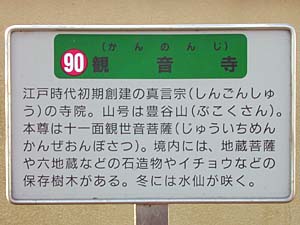 (かんのんじ)
90 観音寺
江戸時代初期創建の真言宗(しんごんしゅ
う)の寺院。山号は豊谷山(ぶこくさん)。
本尊は十一面観世音菩薩(じゅういちめん
かんぜおんぼさつ)。境内には、地蔵菩薩
や六地蔵などの石造物やイチョウなどの
保存樹木がある。冬には水仙が咲く。